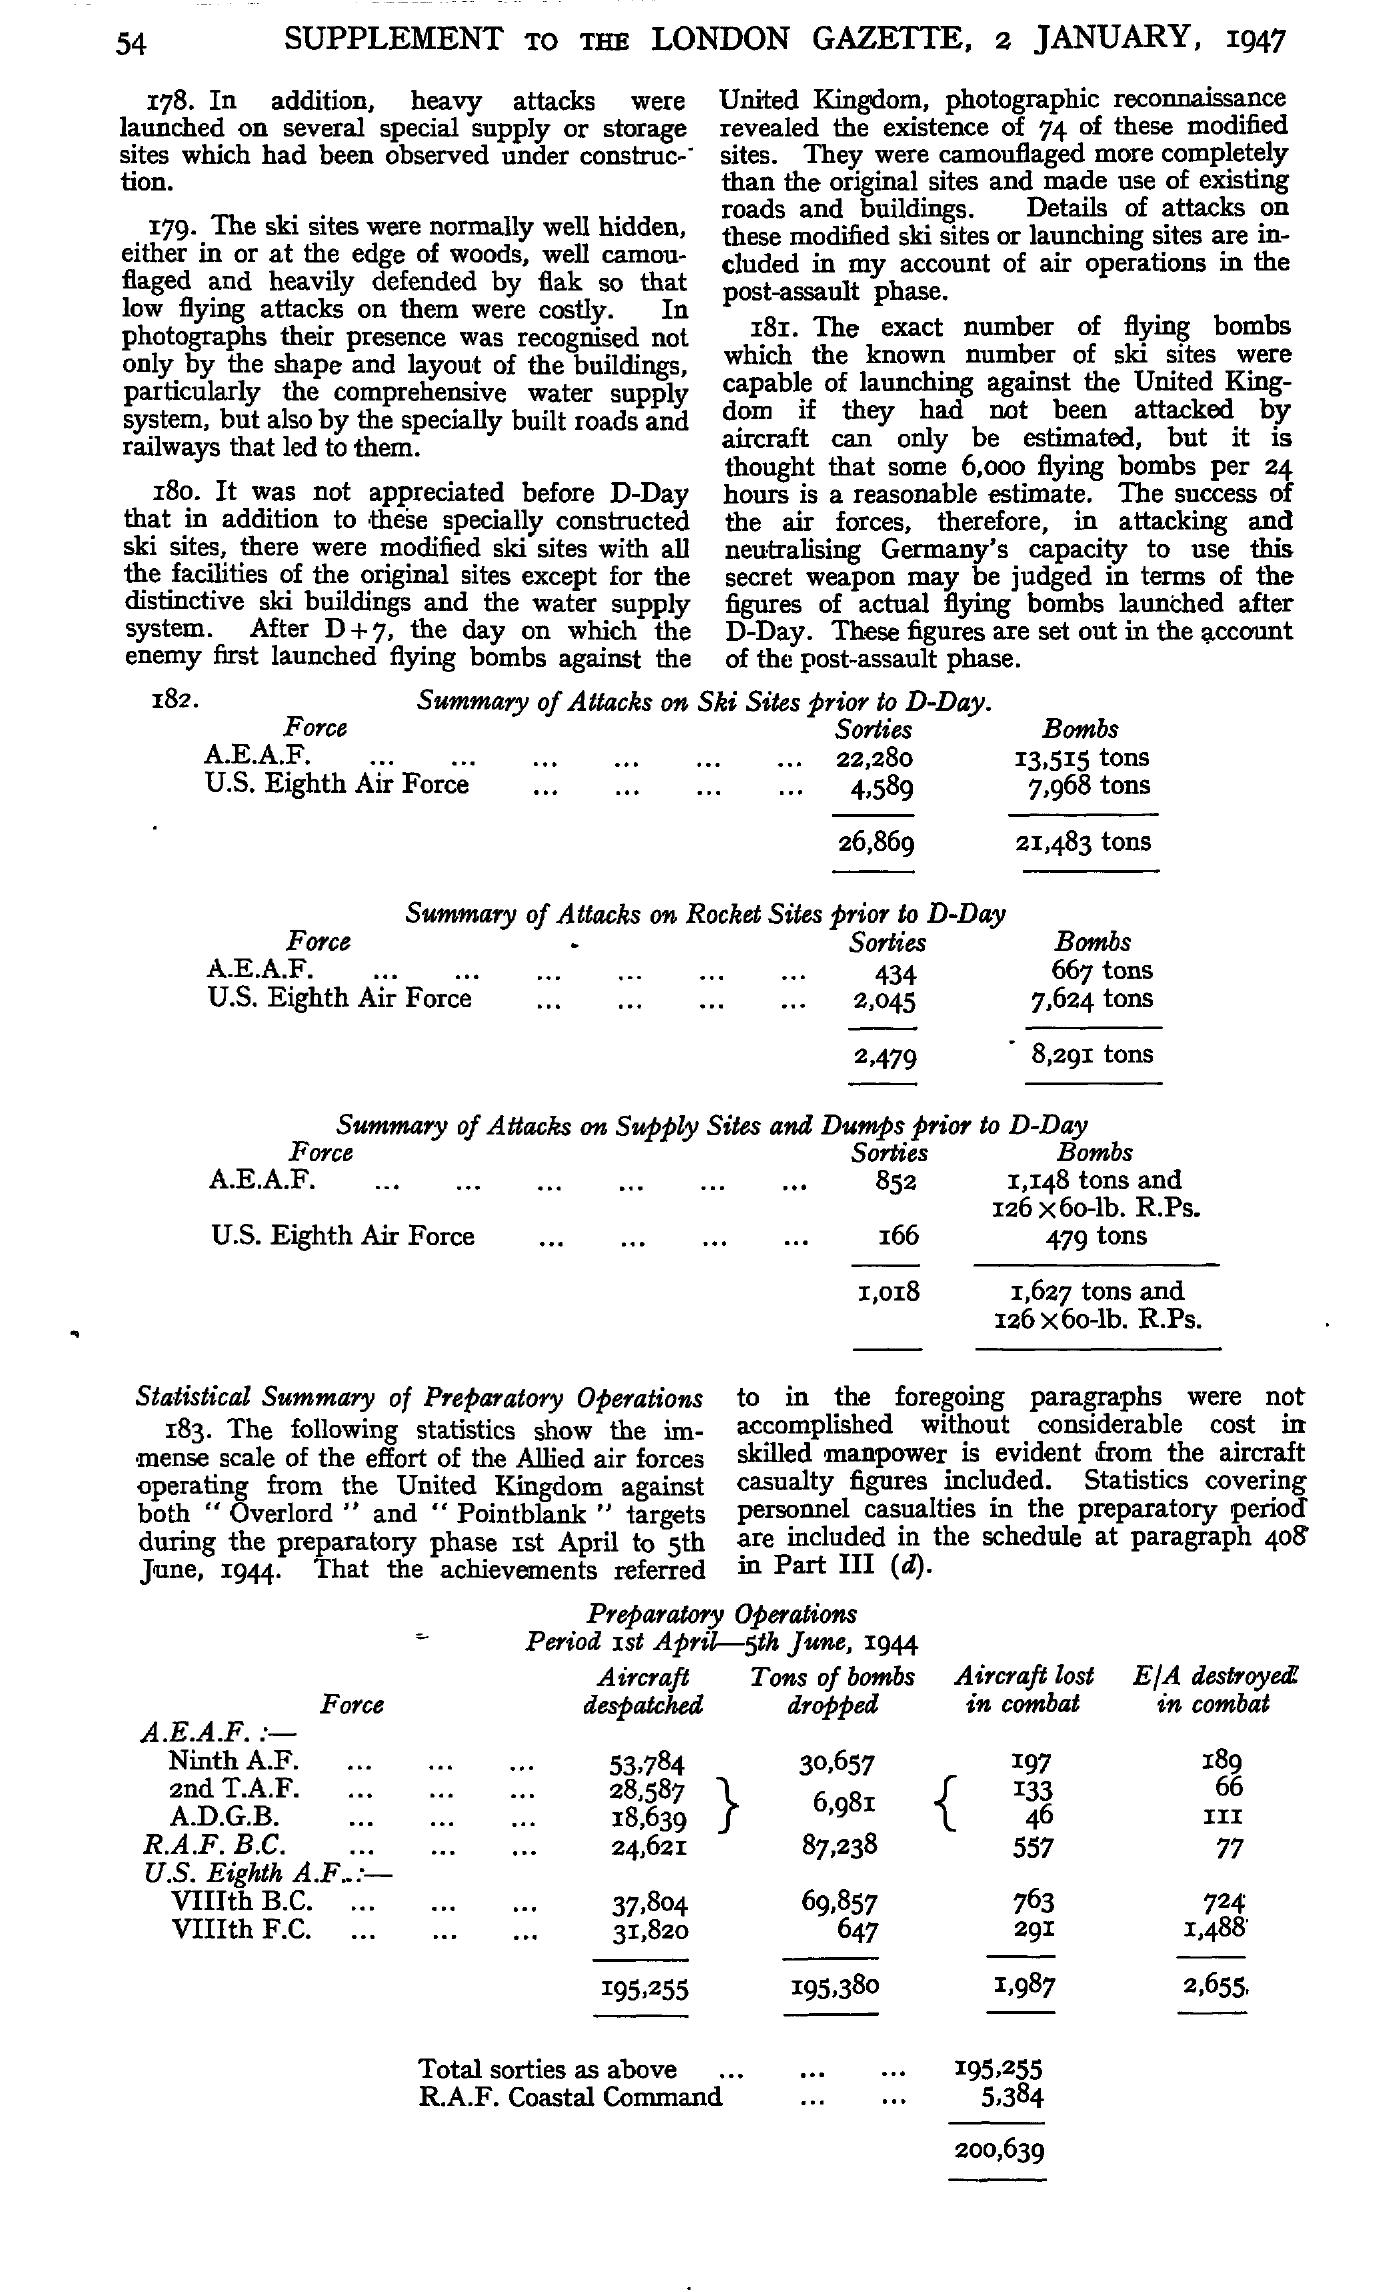 54 SUPPLEMENT TO THE LONDON GAZETTE, 2 JANUARY, 1947
178. In addition, heavy attacks were
launched on several special supply or storage
sites which had been observed under construc-
tion.
179. The ski sites were normally well hidden,
either in or at the edge of woods, well camou-
flaged and heavily defended by flak so that
low flying attacks on them were costly. In
photographs their presence was recognised not
only by the shape and layout of the buildings,
particularly the comprehensive water supply
system, but also by the specially built roads and
railways that led to them.
180. It was not appreciated before D-Day
that in addition to these specially constructed
ski sites, there were modified ski sites with all
the facilities of the original sites except for the
distinctive ski buildings and the water supply
system. After D+7, the day on which the
enemy first launched flying bombs against the
United Kingdom, photographic reconnaissance
revealed the existence of 74 of these modified
sites. They were camouflaged more completely
than the original sites and made use of existing
roads and buildings. Details of attacks on
these modified ski sites or launching sites are in-
cluded in my account of air operations in the
post-assault phase.
181. The exact number of flying bombs
which the known number of ski sites were
capable of launching against the United King-
dom if they had not been attacked by
aircraft can only be estimated, but it is
thought that some 6,000 flying bombs per 24
hours is a reasonable estimate. The success of
the air forces, therefore, in attacking and
neutralising Germany's capacity to use this
secret weapon may be judged in terms of the
figures of actual flying bombs launched after
D-Day. These figures are set out in the account
of the post-assault phase.
182. Summary of Attacks on Ski Sites prior to D-Day.
Force Sorties Bombs
A.E.A.F. ... ... ... ... ... ... 22,280 13,515 tons
U.S. Eighth Air Force ... ... ... ... 4,589 7,968 tons
26,869 21,483 tons
Summary of Attacks on Rocket Sites prior to D-Day
Force Sorties Bombs
A.E.A.F. ... ... ... ... ... ... 434 667 tons
U.S. Eighth Air Force ... ... ... ... 2,045 7,624 tons
2,479 8,291 tons
Summary of Attacks on Supply Sites and Dumps prior to D-Day
Force Sorties Bombs
A.E.A.F. ... ... ... ... ... ... 852 1,148 tons and
126 x 60-lb. R.Ps.
U.S. Eighth Air Force ... ... ... ... 166 479 tons
1,018 1,627 tons and
126 x 60-lb. R.Ps.
Statistical Summary of Preparatory Operations
183. The following statistics show the im-
mense scale of the effort of the Allied air forces
operating from the United Kingdom against
both " Overlord " and " Pointblank " targets
during the preparatory phase 1st April to 5th
June, 1944. That the achievements referred
to in the foregoing paragraphs were not
accomplished without considerable cost in
skilled manpower is evident from the aircraft
casualty figures included. Statistics covering
personnel casualties in the preparatory period
are included in the schedule at paragraph 408
in Part III (d).
Preparatory Operations
Period 1st April—5th June, 1944
Aircraft Tons of bombs Aircraft lost E/A destroyed
Force despatched dropped in combat in combat
A.E.A.F. :—
Ninth A.F. ... ... ... 53,784 30,657 197 189
2nd T.A.F. ... ... ... 28,587 } 6,981 { 133 66
A.D.G.B. ... ... ... 18,639 46 111
R.A.F. B.C. ... ... ... 24,621 87,238 557 77
U.S. Eighth A.F.:—
VIIIth B.C. ... ... ... 37,804 69,857 763 724
VIIIth F.C. ... ... ... 31,820 647 291 1,488
195,255 195,380 1,987 2,655
Total sorties as above ... ... ... 195,255
R.A.F. Coastal Command ... ... 5,384
200,639